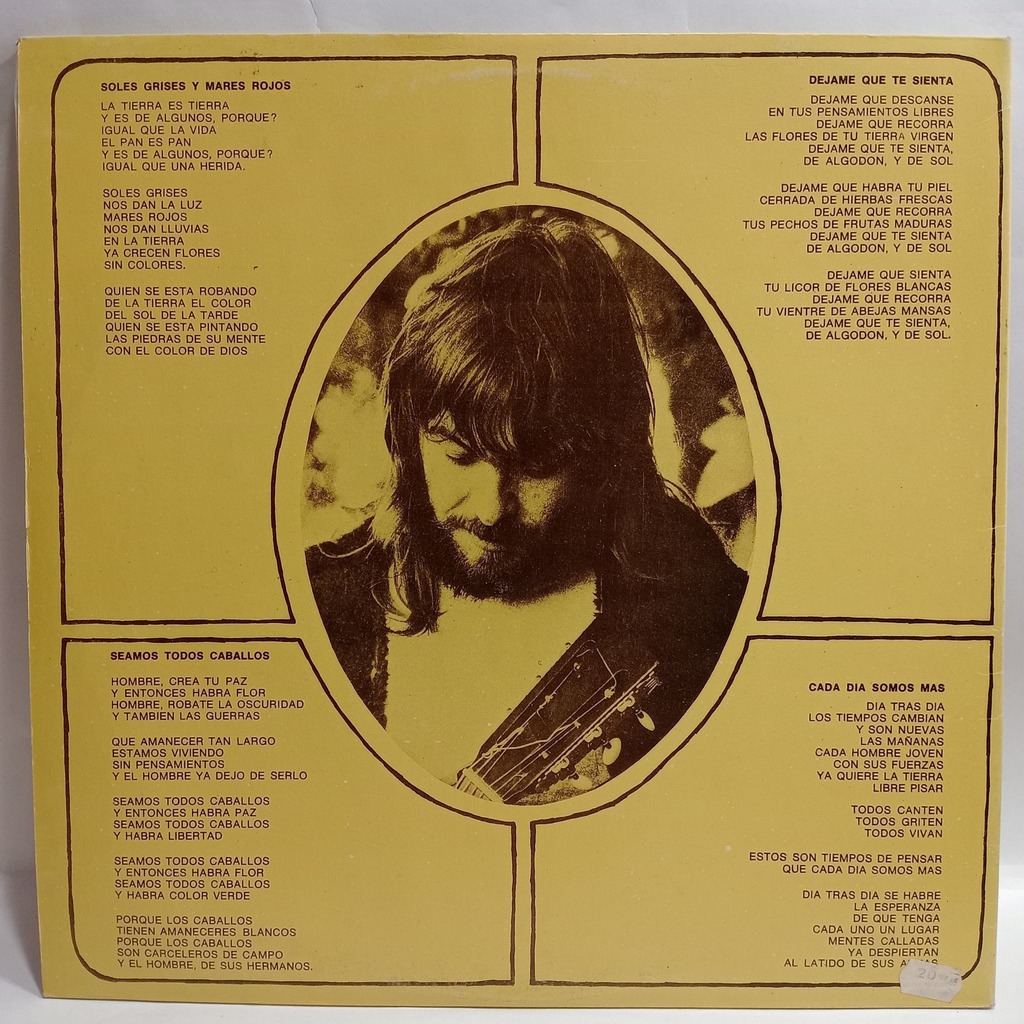 SOLES GRISES Y MARES ROJOS
LA TIERRA ES TIERRA
Y ES DE ALGUNOS, PORQUE?
IGUAL QUE LA VIDA
EL PAN ES PAN
Y ES DE ALGUNOS, PORQUE?
IGUAL QUE UNA HERIDA.
SOLES GRISES
NOS DAN LA LUZ
MARES ROJOS
NOS DAN LLUVIAS
EN LA TIERRA
YA CRECEN FLORES
SIN COLORES.
QUIEN SE ESTA ROBANDO
DE LA TIERRA EL COLOR
DEL SOL DE LA TARDE
QUIEN SE ESTA PINTANDO
LAS PIEDRAS DE SU MENTE
CON EL COLOR DE DIOS
DEJAME QUE TE SIENTA
DEJAME QUE DESCANSE
EN TUS PENSAMIENTOS LIBRES
DEJAME QUE RECORRA
LAS FLORES DE TU TIERRA VIRGEN
DEJAME QUE TE SIENTA,
DE ALGODON, Y DE SOL
DEJAME QUE HABRA TU PIEL
CERRADA DE HIERBAS FRESCAS
DEJAME QUE RECORRA
TUS PECHOS DE FRUTAS MADURAS
DEJAME QUE TE SIENTA
DE ALGODON, Y DE SOL
DEJAME QUE SIENTA
TU LICOR DE FLORES BLANCAS
DEJAME QUE RECORRA
TU VIENTRE DE ABEJAS MANSAS
DEJAME QUE TE SIENTA,
DE ALGODON, Y DE SOL.
SEAMOS TODOS CABALLOS
HOMBRE, CREA TU PAZ
Y ENTONCES HABRA FLOR
HOMBRE, ROBATE LA OSCURIDAD
Y TAMBIEN LAS GUERRAS
QUE AMANECER TAN LARGO
ESTAMOS VIVIENDO
SIN PENSAMIENTOS
Y EL HOMBRE YA DEJO DE SERLO
SEAMOS TODOS CABALLOS
Y ENTONCES HABRA PAZ
SEAMOS TODOS CABALLOS
Y HABRA LIBERTAD
SEAMOS TODOS CABALLOS
Y ENTONCES HABRA FLOR
SEAMOS TODOS CABALLOS
Y HABRA COLOR VERDE
PORQUE LOS CABALLOS
TIENEN AMANECERES BLANCOS
PORQUE LOS CABALLOS
SON CARCELEROS DE CAMPO
Y EL HOMBRE, DE SUS HERMANOS.
CADA DIA SOMOS MAS
DIA TRAS DIA
LOS TIEMPOS CAMBIAN
Y SON NUEVAS
LAS MAÑANAS
CADA HOMBRE JOVEN
CON SUS FUERZAS
YA QUIERE LA TIERRA
LIBRE PISAR
TODOS CANTEN
TODOS GRITEN
TODOS VIVAN
ESTOS SON TIEMPOS DE PENSAR
QUE CADA DIA SOMOS MAS
DIA TRAS DIA SE HABRE
LA ESPERANZA
DE QUE TENGA
CADA UNO UN LUGAR
MENTES CALLADAS
YA DESPIERTAN
AL LATIDO DE SUS